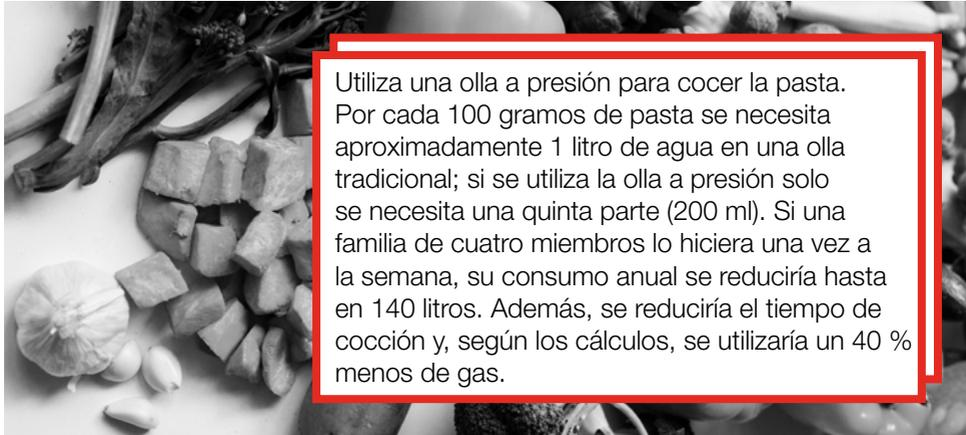 Utiliza una olla a presión para cocer la pasta.
Por cada 100 gramos de pasta se necesita
aproximadamente 1 litro de agua en una olla
tradicional; si se utiliza la olla a presión solo
se necesita una quinta parte (200 ml). Si una
familia de cuatro miembros lo hiciera una vez a
la semana, su consumo anual se reduciría hasta
en 140 litros. Además, se reduciría el tiempo de
cocción y, según los cálculos, se utilizaría un 40 %
menos de gas.